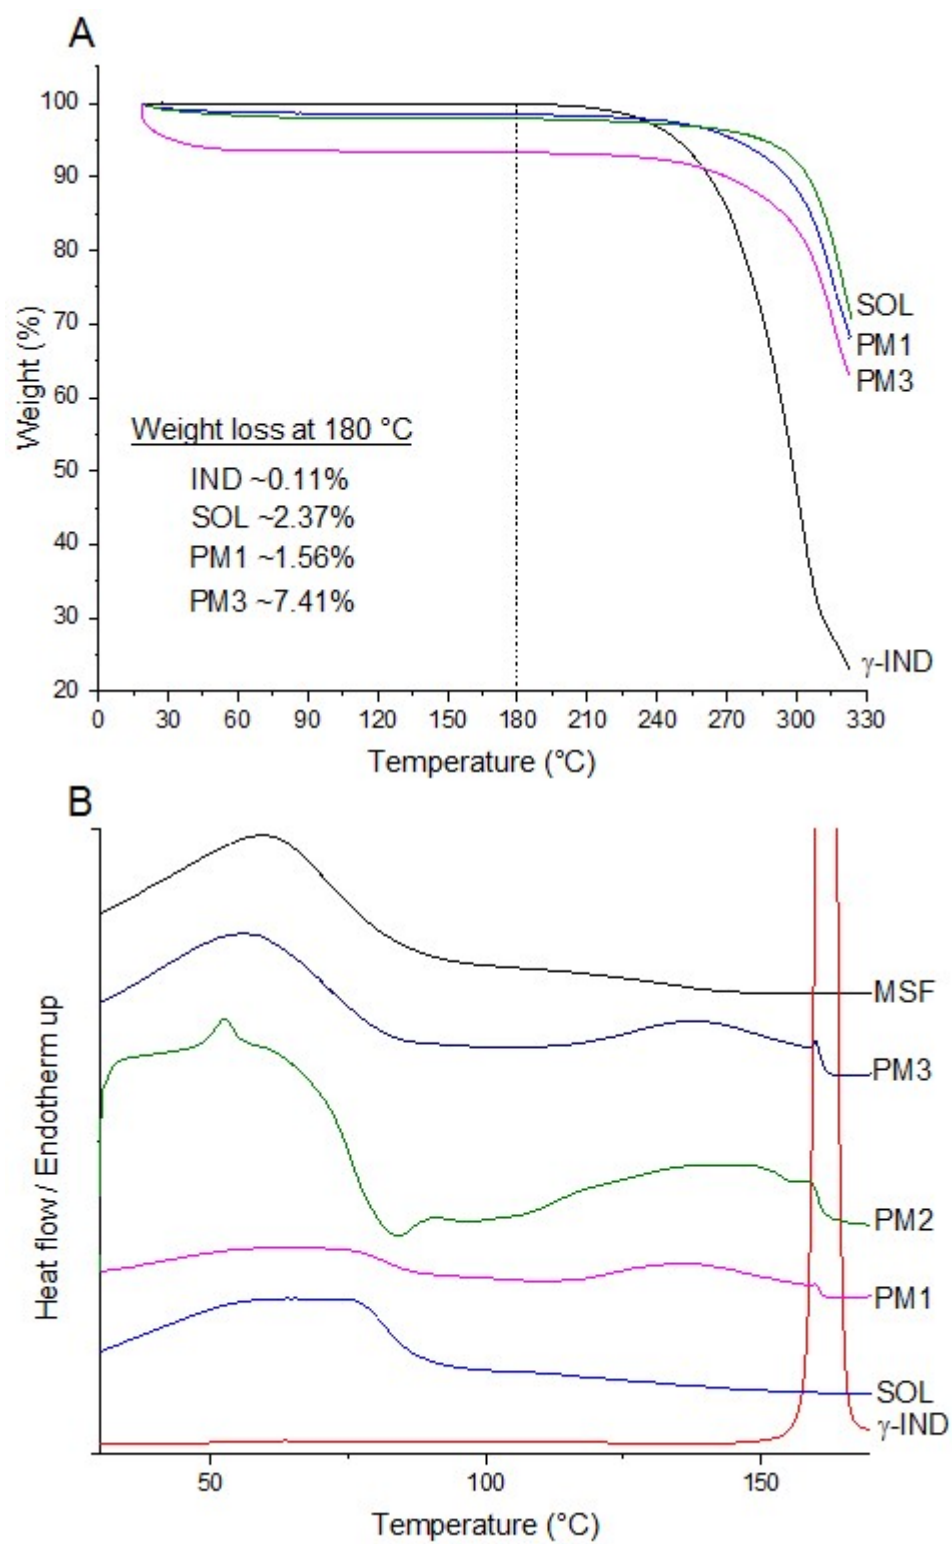 A
100
90
80
70
60
50
40
30
20
Weight (%)
SOL
PM1
PM3
Weight loss at 180 °C
IND ~0.11%
SOL ~2.37%
PM1 ~1.56%
PM3 ~7.41%
γ-IND
0 30 60 90 120 150 180 210 240 270 300 330
Temperature (°C)
B
Heat flow / Endotherm up
MSF
PM3
PM2
PM1
SOL
γ-IND
50 100 150
Temperature (°C)